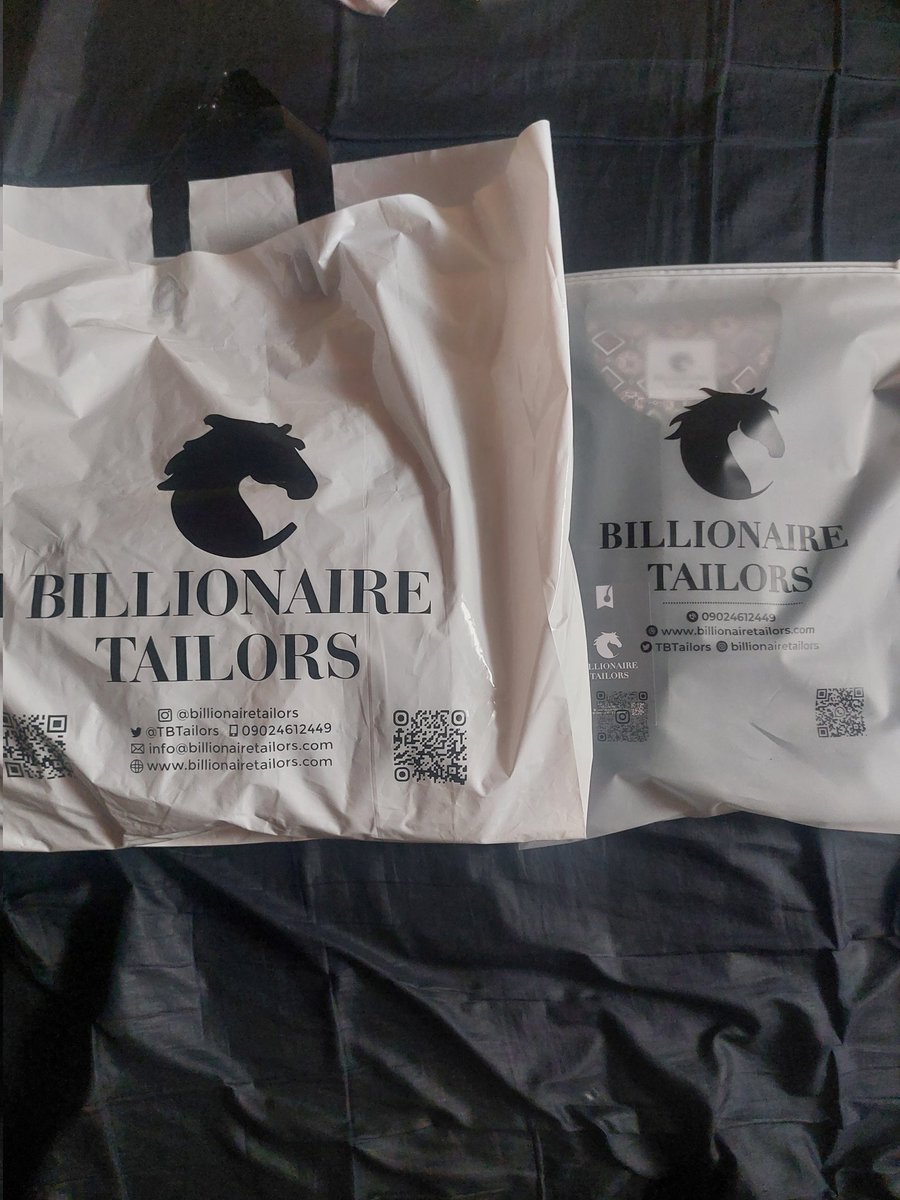 BILLIONAIRE
TAILORS
@billionairetailors
@TBTailors 09024612449
info@billionairetailors.com
www.billionairetailors.com
BILLIONAIRE
TAILORS
09024612449
www.billionairetailors.com
TBTailors billionairetailors
TAILORS